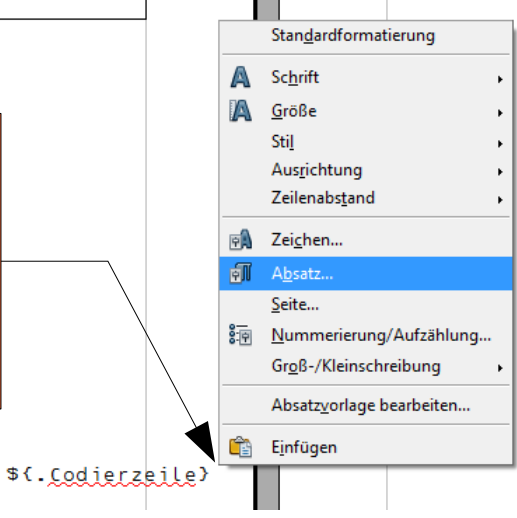 Standardformatierung
Schrift
Größe
Stil
Ausrichtung
Zeilenabstand
Zeichen...
Absatz...
Seite...
Nummerierung/Aufzählung...
Groß-/Kleinschreibung
Absatzvorlage bearbeiten...
Einfügen
${.Codierzeile}